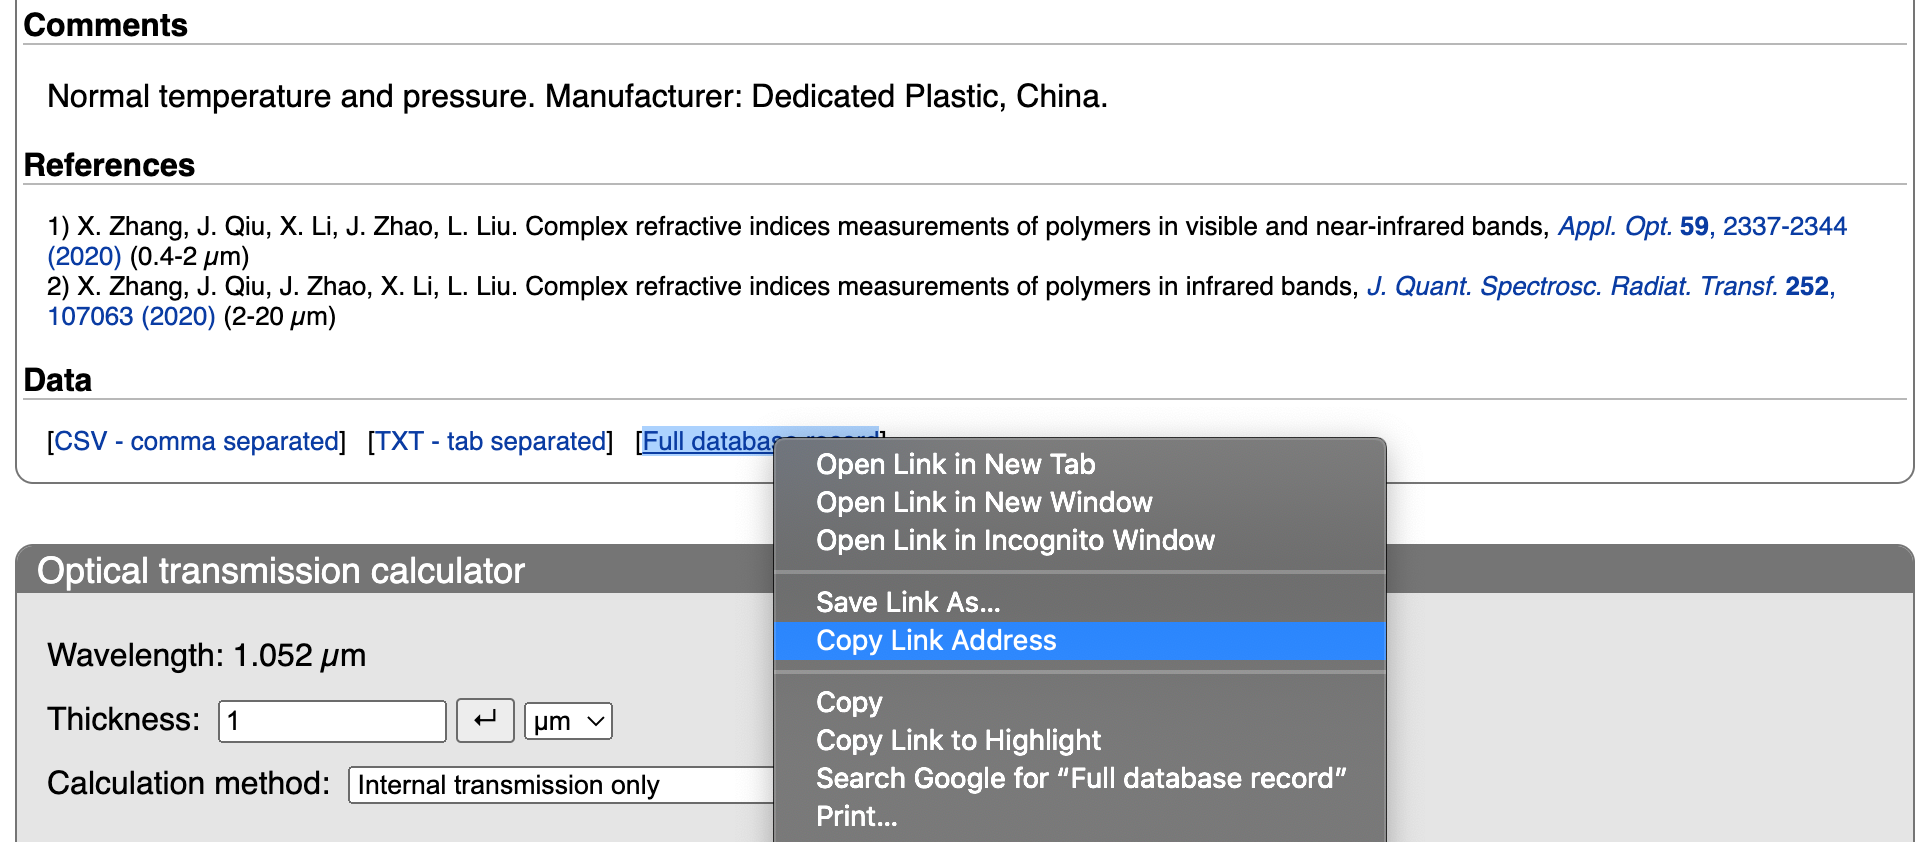 Comments
Normal temperature and pressure. Manufacturer: Dedicated Plastic, China.
References
1) X. Zhang, J. Qiu, X. Li, J. Zhao, L. Liu. Complex refractive indices measurements of polymers in visible and near-infrared bands, Appl. Opt. 59, 2337-2344
(2020) (0.4-2 µm)
2) X. Zhang, J. Qiu, J. Zhao, X. Li, L. Liu. Complex refractive indices measurements of polymers in infrared bands, J. Quant. Spectrosc. Radiat. Transf. 252,
107063 (2020) (2-20 µm)
Data
[CSV - comma separated] [TXT - tab separated] [Full database record]
Open Link in New Tab
Open Link in New Window
Open Link in Incognito Window
Save Link As...
Copy Link Address
Copy
Copy Link to Highlight
Search Google for “Full database record”
Print...
Optical transmission calculator
Wavelength: 1.052 µm
Thickness: 1 µm
Calculation method: Internal transmission only